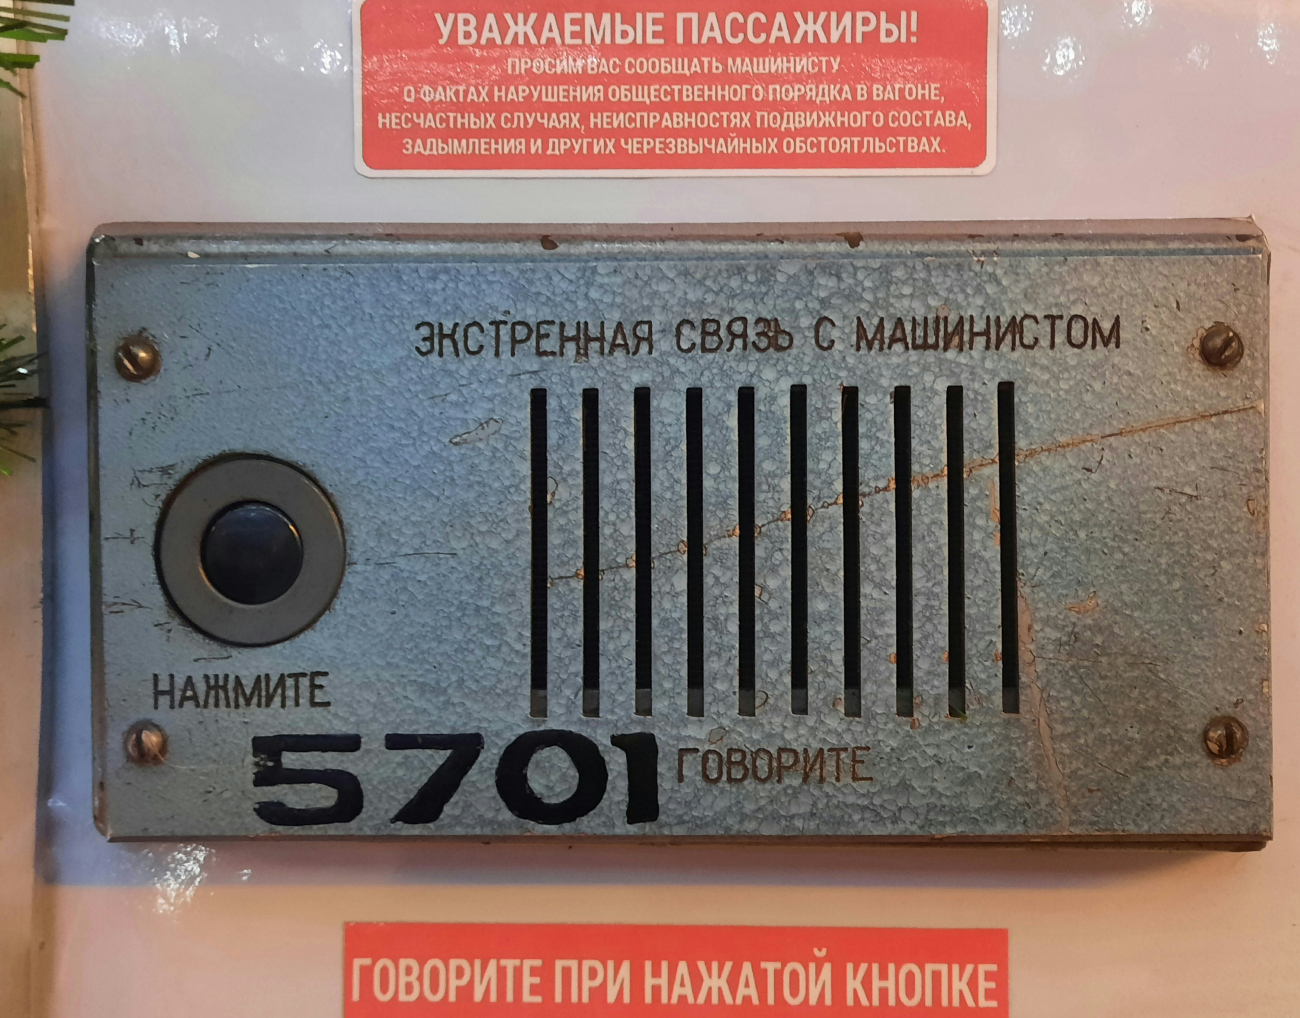 УВАЖАЕМЫЕ ПАССАЖИРЫ!
ПРОСИМ ВАС СООБЩАТЬ МАШИНИСТУ
О ФАКТАХ НАРУШЕНИЯ ОБЩЕСТВЕННОГО ПОРЯДКА В ВАГОНЕ,
НЕСЧАСТНЫХ СЛУЧАЯХ, НЕИСПРАВНОСТЯХ ПОДВИЖНОГО СОСТАВА,
ЗАДЫМЛЕНИЯ И ДРУГИХ ЧЕРЕЗВЫЧАЙНЫХ ОБСТОЯТЛЬСТВАХ.
ЭКСТРЕННАЯ СВЯЗЬ С МАШИНИСТОМ
НАЖМИТЕ
5701 ГОВОРИТЕ
ГОВОРИТЕ ПРИ НАЖАТОЙ КНОПКЕ